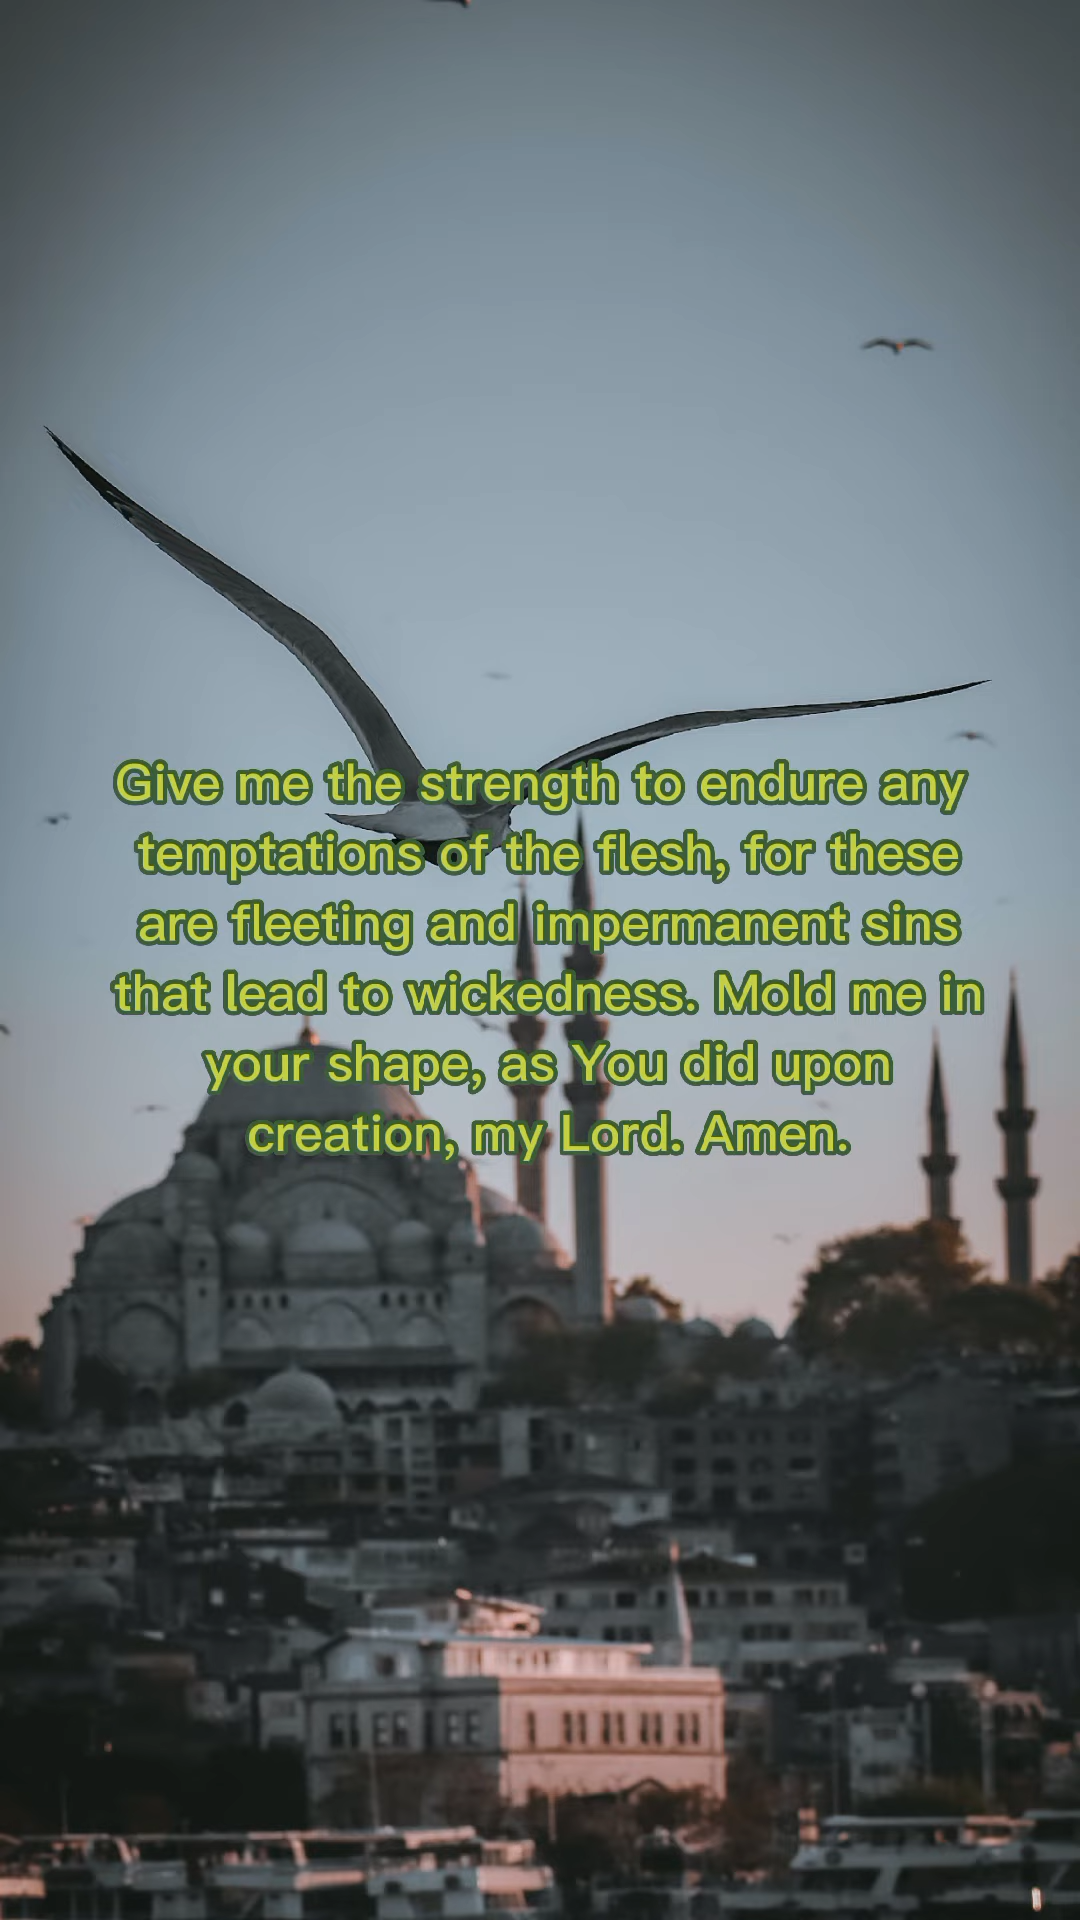 Give me the strength to endure any
temptations of the flesh, for these
are fleeting and impermanent sins
that lead to wickedness. Mold me in
your shape, as You did upon
creation, my Lord. Amen.